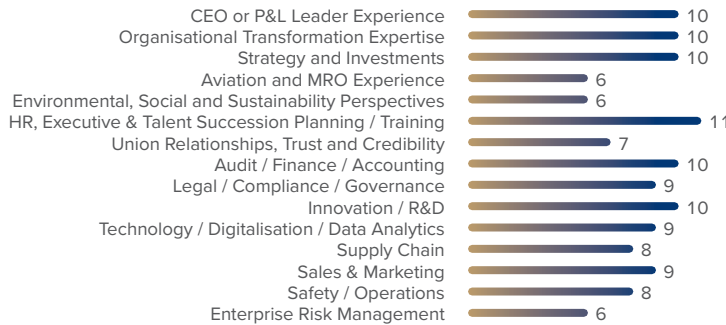 CEO or P&L Leader Experience 10
Organisational Transformation Expertise 10
Strategy and Investments 10
Aviation and MRO Experience 6
Environmental, Social and Sustainability Perspectives 6
HR, Executive & Talent Succession Planning / Training 11
Union Relationships, Trust and Credibility 7
Audit / Finance / Accounting 10
Legal / Compliance / Governance 9
Innovation / R&D 10
Technology / Digitalisation / Data Analytics 9
Supply Chain 8
Sales & Marketing 9
Safety / Operations 8
Enterprise Risk Management 6